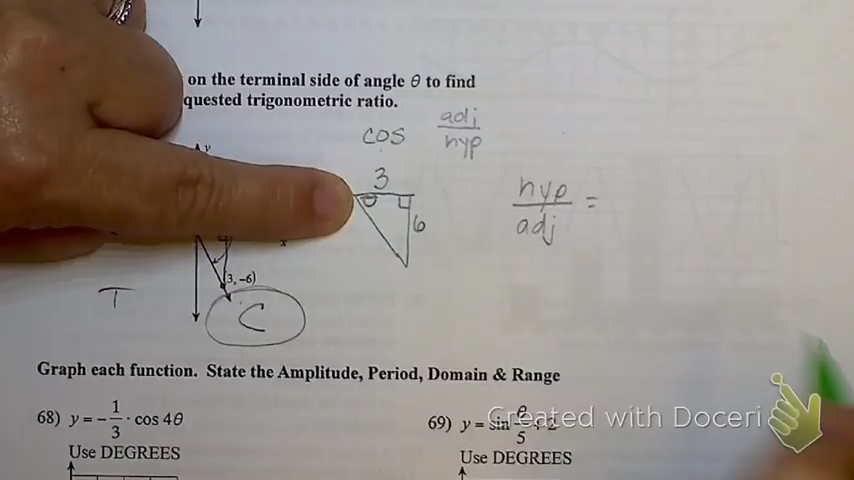 on the terminal side of angle θ to find
quested trigonometric ratio.
cos adj/hyp
y
3
6
hyp/adj =
x
(3, −6)
T
C
Graph each function. State the Amplitude, Period, Domain & Range
68) y = −1/3 · cos 4θ
Use DEGREES
69) y = sin θ/5 + 2
Use DEGREES
Created with Doceri